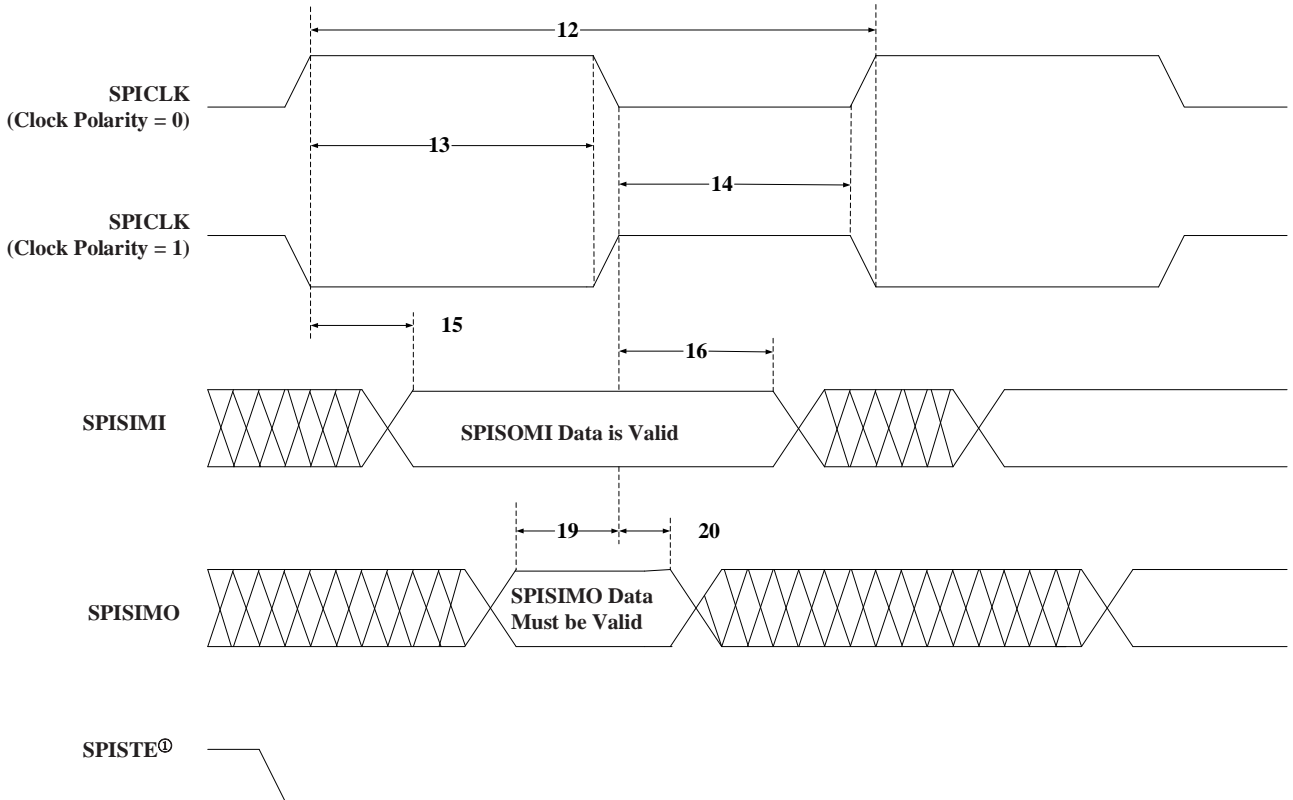 12
SPICLK
(Clock Polarity = 0)
13
14
SPICLK
(Clock Polarity = 1)
15
16
SPISIMI
SPISOMI Data is Valid
19
20
SPISIMO
SPISIMO Data
Must be Valid
SPISTE①